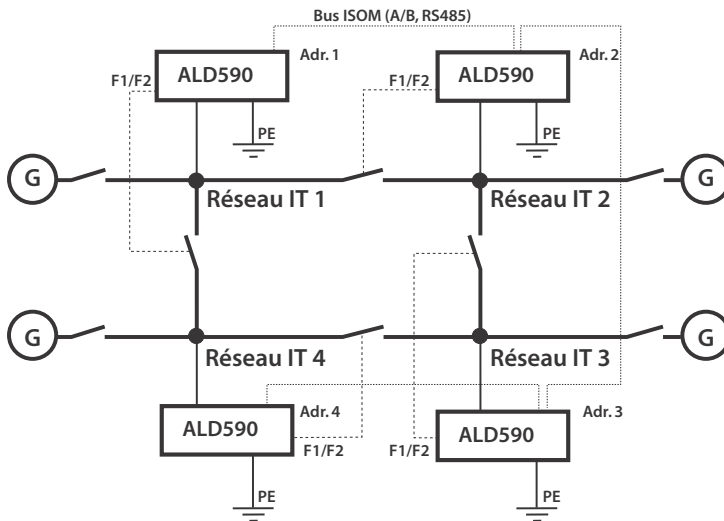 Bus ISOM (A/B, RS485)
Adr. 1
Adr. 2
ALD590
ALD590
F1/F2
F1/F2
PE
PE
G
G
Réseau IT 1
Réseau IT 2
G
G
Réseau IT 4
Réseau IT 3
Adr. 4
Adr. 3
ALD590
ALD590
F1/F2
F1/F2
PE
PE